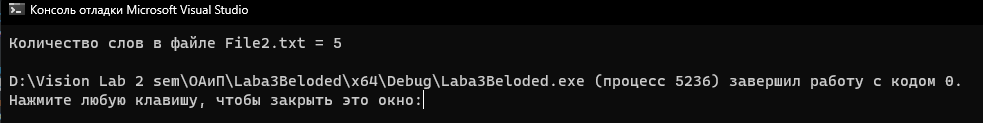 Консоль отладки Microsoft Visual Studio
Количество слов в файле File2.txt = 5
D:\Vision Lab 2 sem\ОАиП\Laba3Beloded\x64\Debug\Laba3Beloded.exe (процесс 5236) завершил работу с кодом 0.
Нажмите любую клавишу, чтобы закрыть это окно: